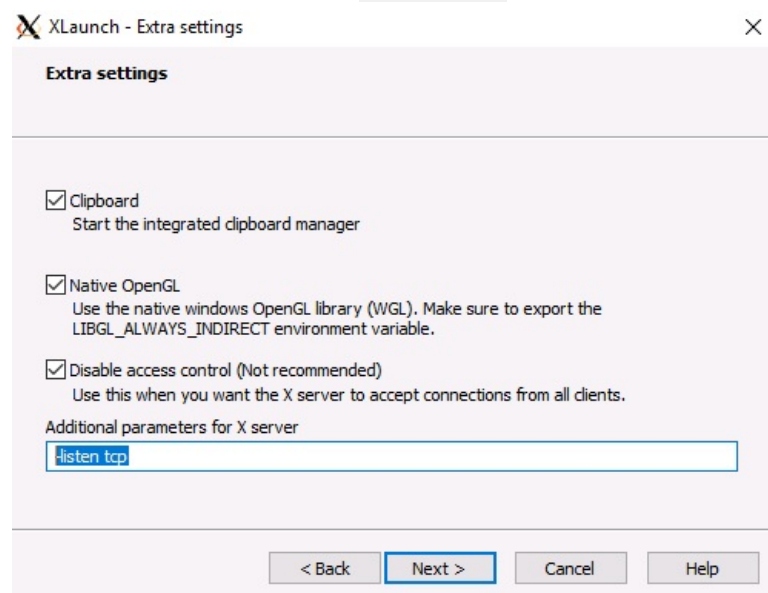 XLaunch - Extra settings
Extra settings
Clipboard
Start the integrated clipboard manager
Native OpenGL
Use the native windows OpenGL library (WGL). Make sure to export the
LIBGL_ALWAYS_INDIRECT environment variable.
Disable access control (Not recommended)
Use this when you want the X server to accept connections from all clients.
Additional parameters for X server
-listen tcp
< Back
Next >
Cancel
Help